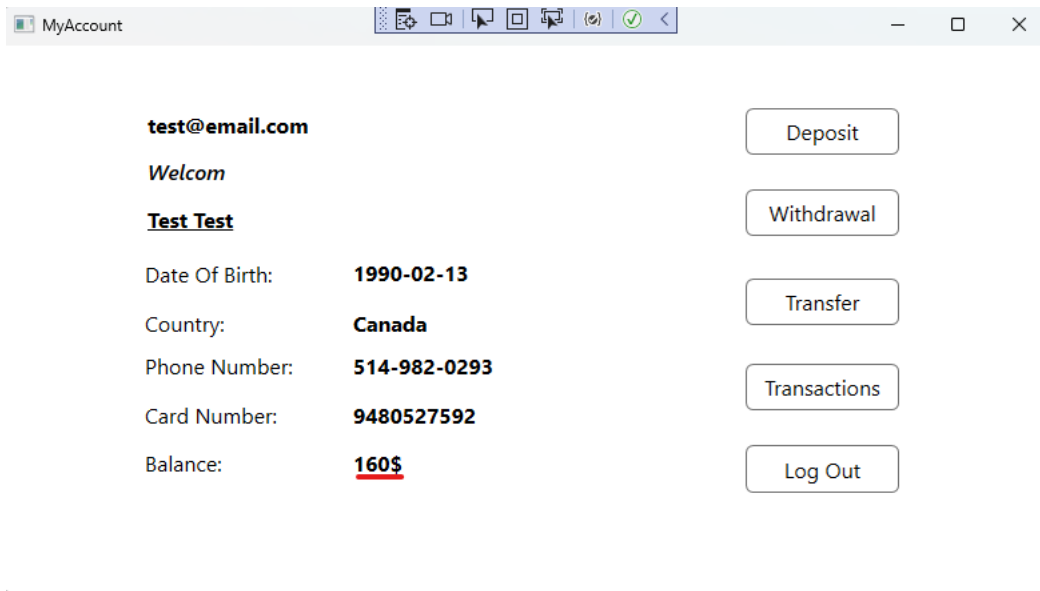 MyAccount
test@email.com
Welcom
Test Test
Date Of Birth: 1990-02-13
Country: Canada
Phone Number: 514-982-0293
Card Number: 9480527592
Balance: 160$
Deposit
Withdrawal
Transfer
Transactions
Log Out